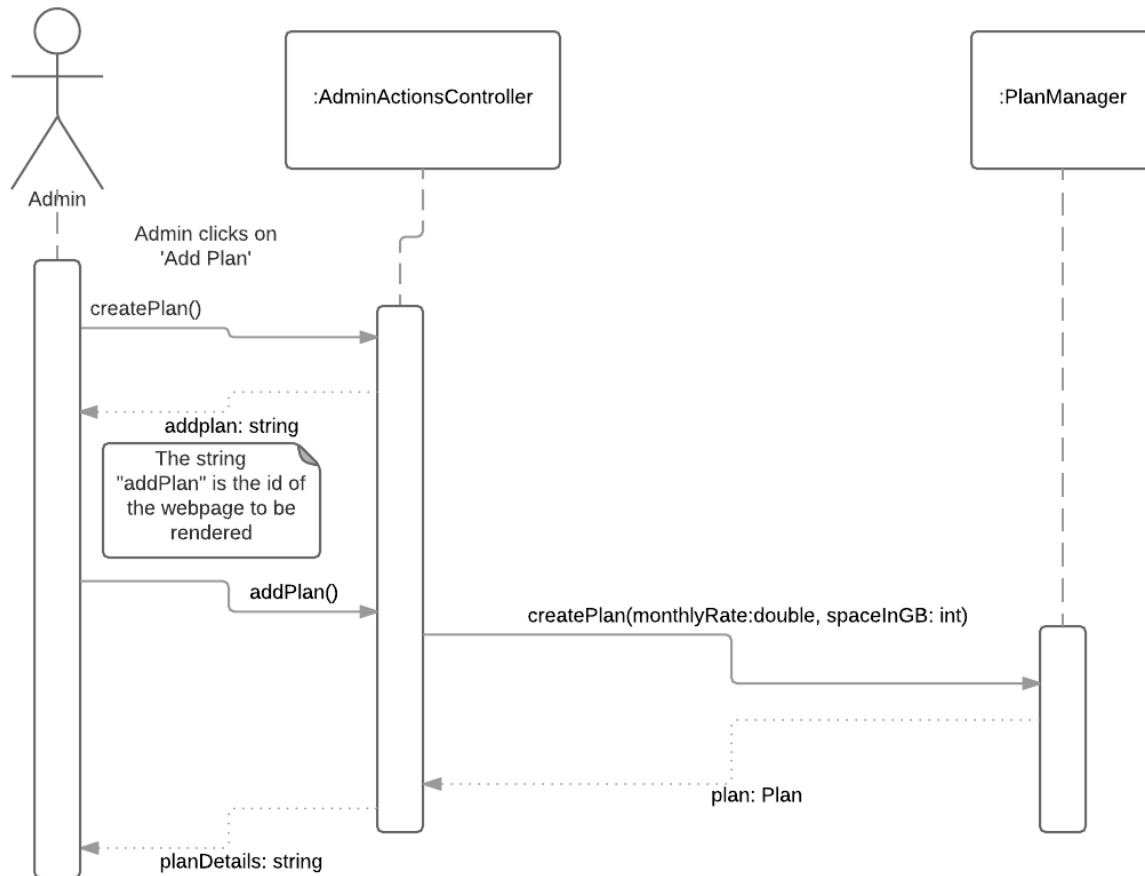 :AdminActionsController
:PlanManager
Admin
Admin clicks on
'Add Plan'
createPlan()
addplan: string
The string
"addPlan" is the id of
the webpage to be
rendered
addPlan()
createPlan(monthlyRate:double, spaceInGB: int)
plan: Plan
planDetails: string